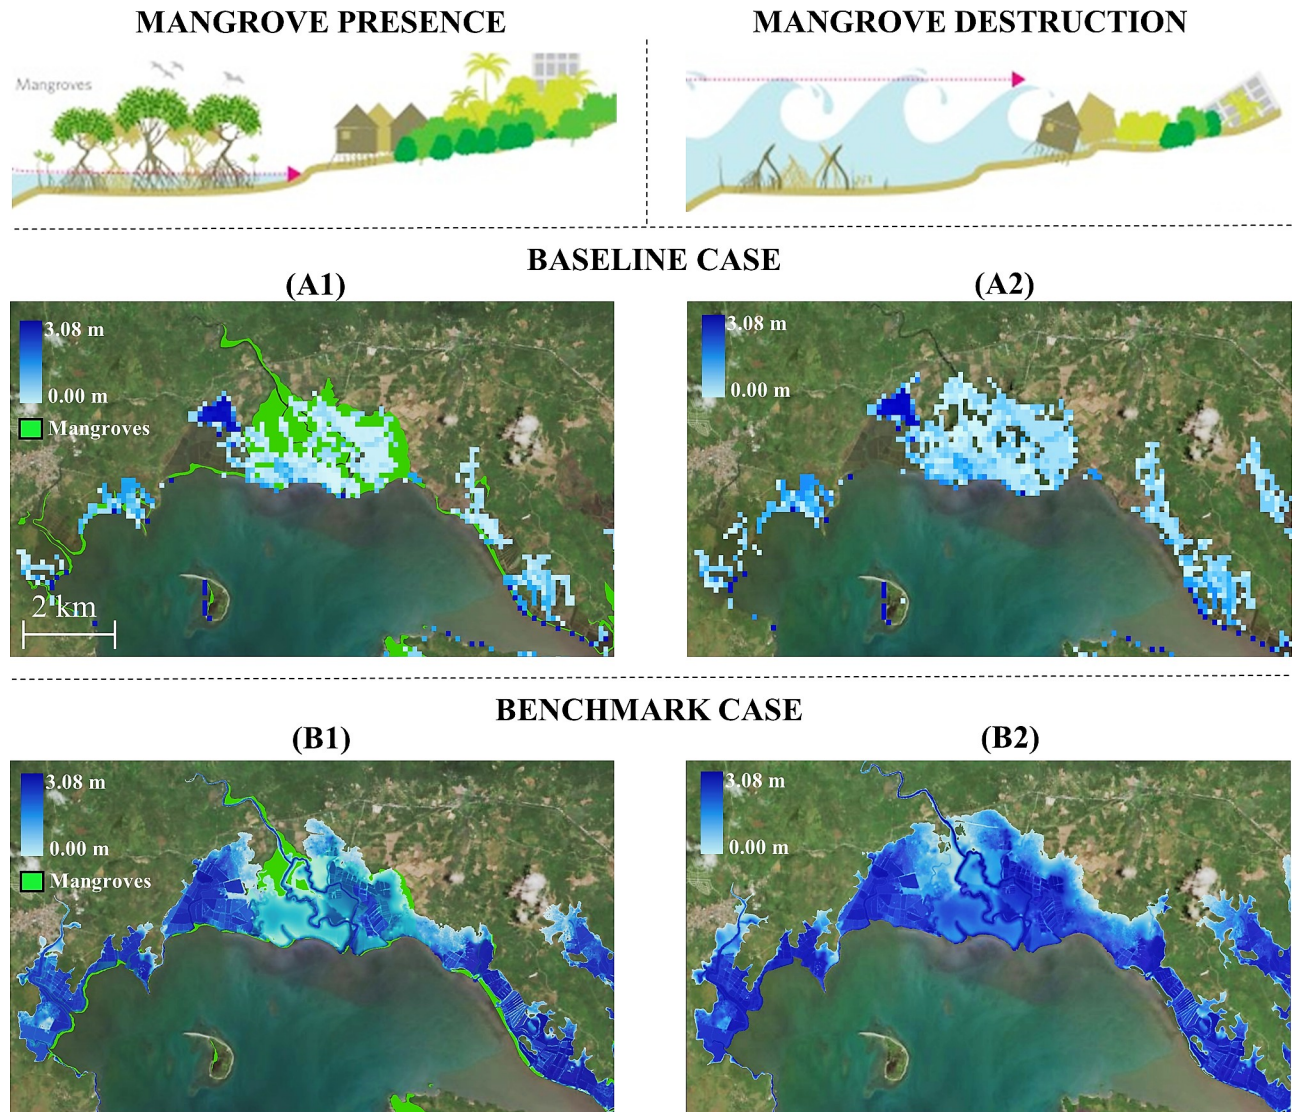 MANGROVE PRESENCE
MANGROVE DESTRUCTION
Mangroves
BASELINE CASE
(A1)
(A2)
3.08 m
0.00 m
Mangroves
2 km
3.08 m
0.00 m
BENCHMARK CASE
(B1)
(B2)
3.08 m
0.00 m
Mangroves
3.08 m
0.00 m